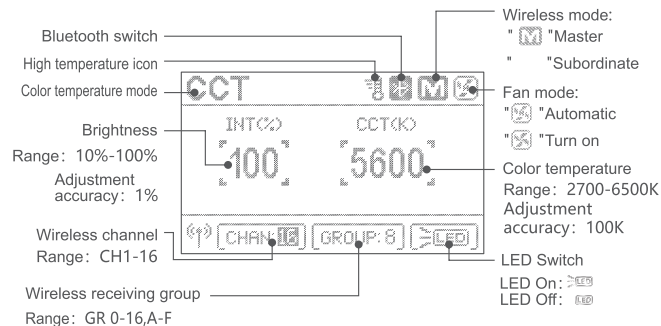 Wireless mode:
" M "Master
" "Subordinate
Bluetooth switch
High temperature icon
Color temperature mode
CCT
M
Fan mode:
" "Automatic
" "Turn on
INT(%)
CCT(K)
Brightness
Range: 10%-100%
Adjustment
accuracy: 1%
100
5600
Color temperature
Range: 2700-6500K
Adjustment
accuracy: 100K
Wireless channel
Range: CH1-16
CHAN:16
GROUP:8
LED
LED Switch
LED On: LED
LED Off: LED
Wireless receiving group
Range: GR 0-16,A-F